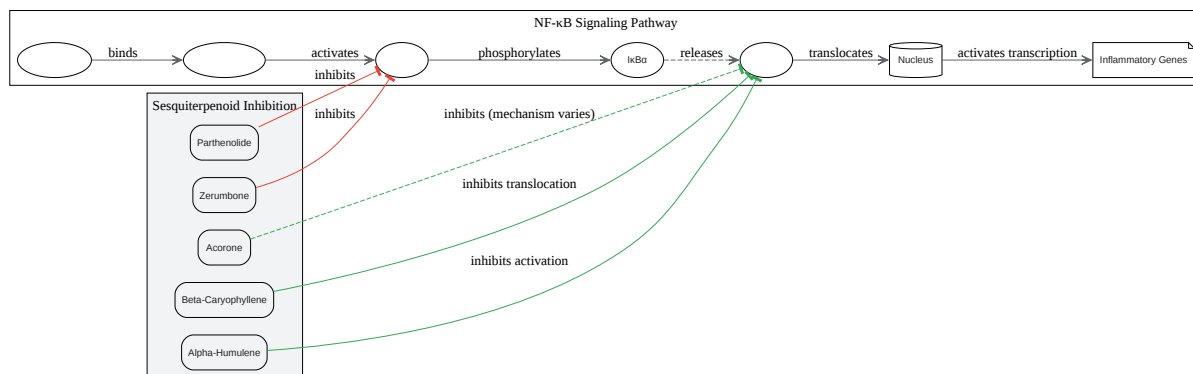 NF-κB Signaling Pathway
binds
activates
phosphorylates
IκBα
releases
translocates
Nucleus
activates transcription
Inflammatory Genes
inhibits
inhibits
inhibits (mechanism varies)
inhibits translocation
inhibits activation
Sesquiterpenoid Inhibition
Parthenolide
Zerumbone
Acorone
Beta-Caryophyllene
Alpha-Humulene